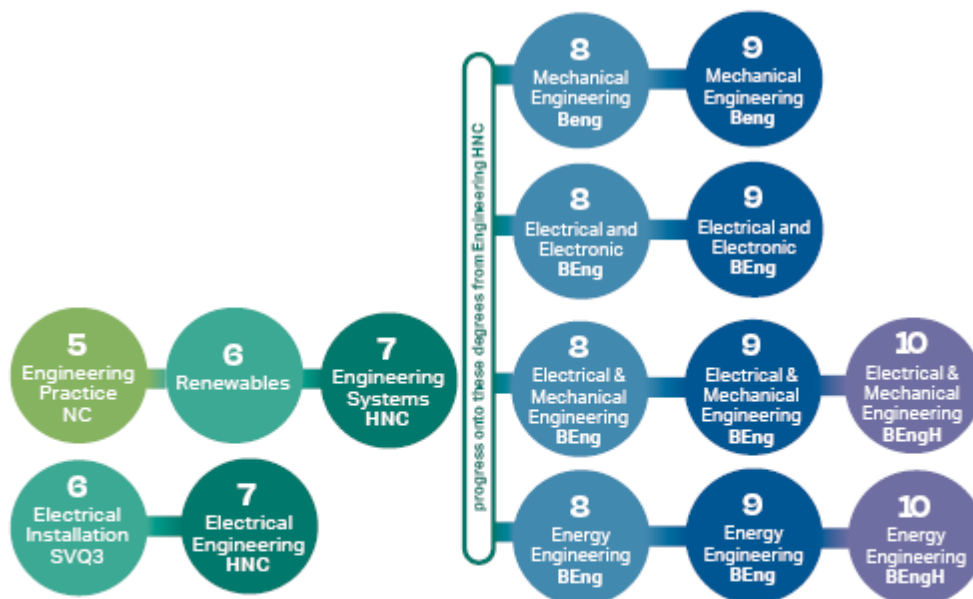 8
Mechanical
Engineering
Beng
9
Mechanical
Engineering
Beng
8
Electrical and
Electronic
BEng
9
Electrical and
Electronic
BEng
5
Engineering
Practice
NC
6
Renewables
7
Engineering
Systems
HNC
progress onto these degrees from Engineering HNC
8
Electrical &
Mechanical
Engineering
BEng
9
Electrical &
Mechanical
Engineering
BEng
10
Electrical &
Mechanical
Engineering
BEngH
6
Electrical
Installation
SVQ3
7
Electrical
Engineering
HNC
8
Energy
Engineering
BEng
9
Energy
Engineering
BEng
10
Energy
Engineering
BEngH